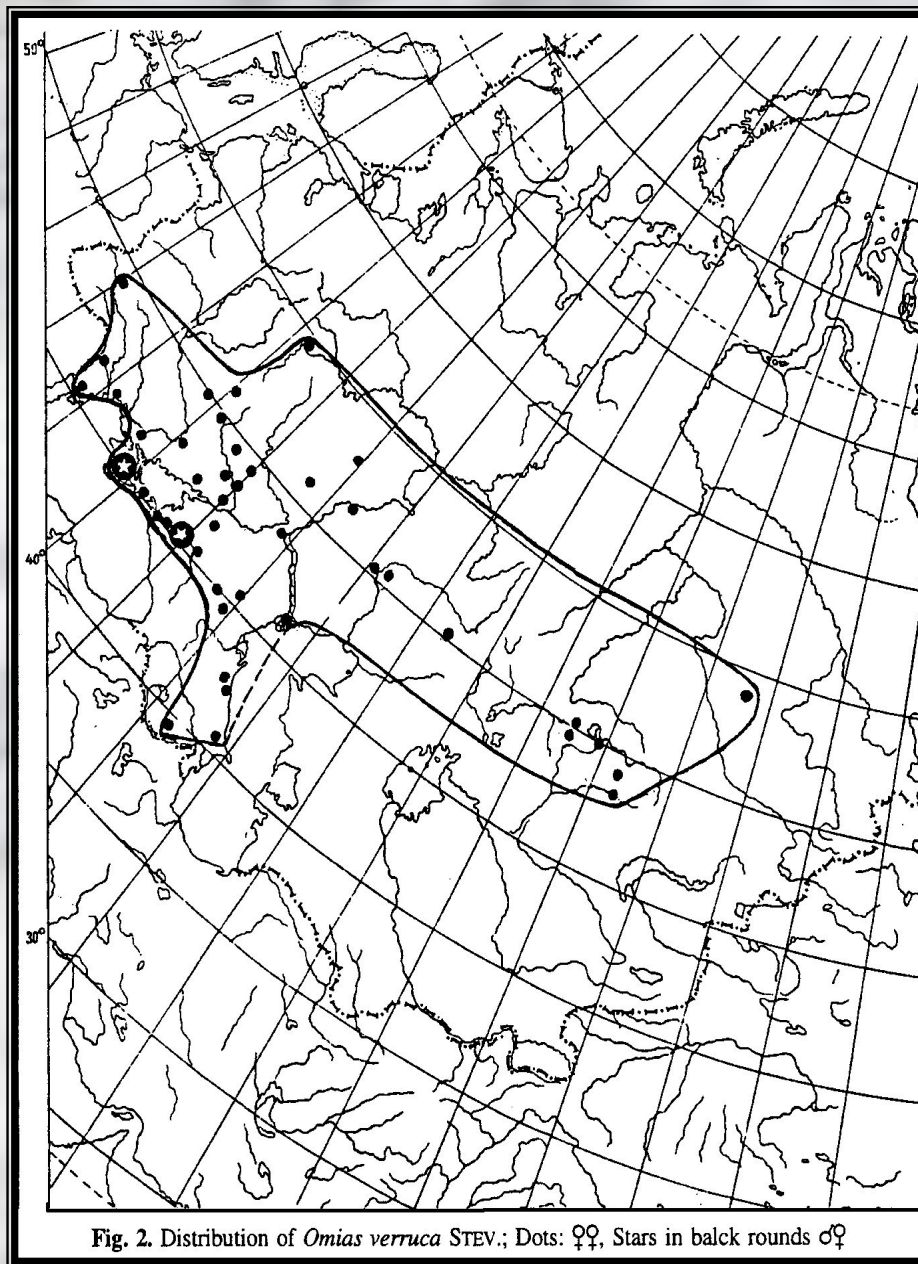 50°
40°
30°
Fig. 2. Distribution of Omias verruca STEV.; Dots: ♀♀, Stars in balck rounds ♂♀